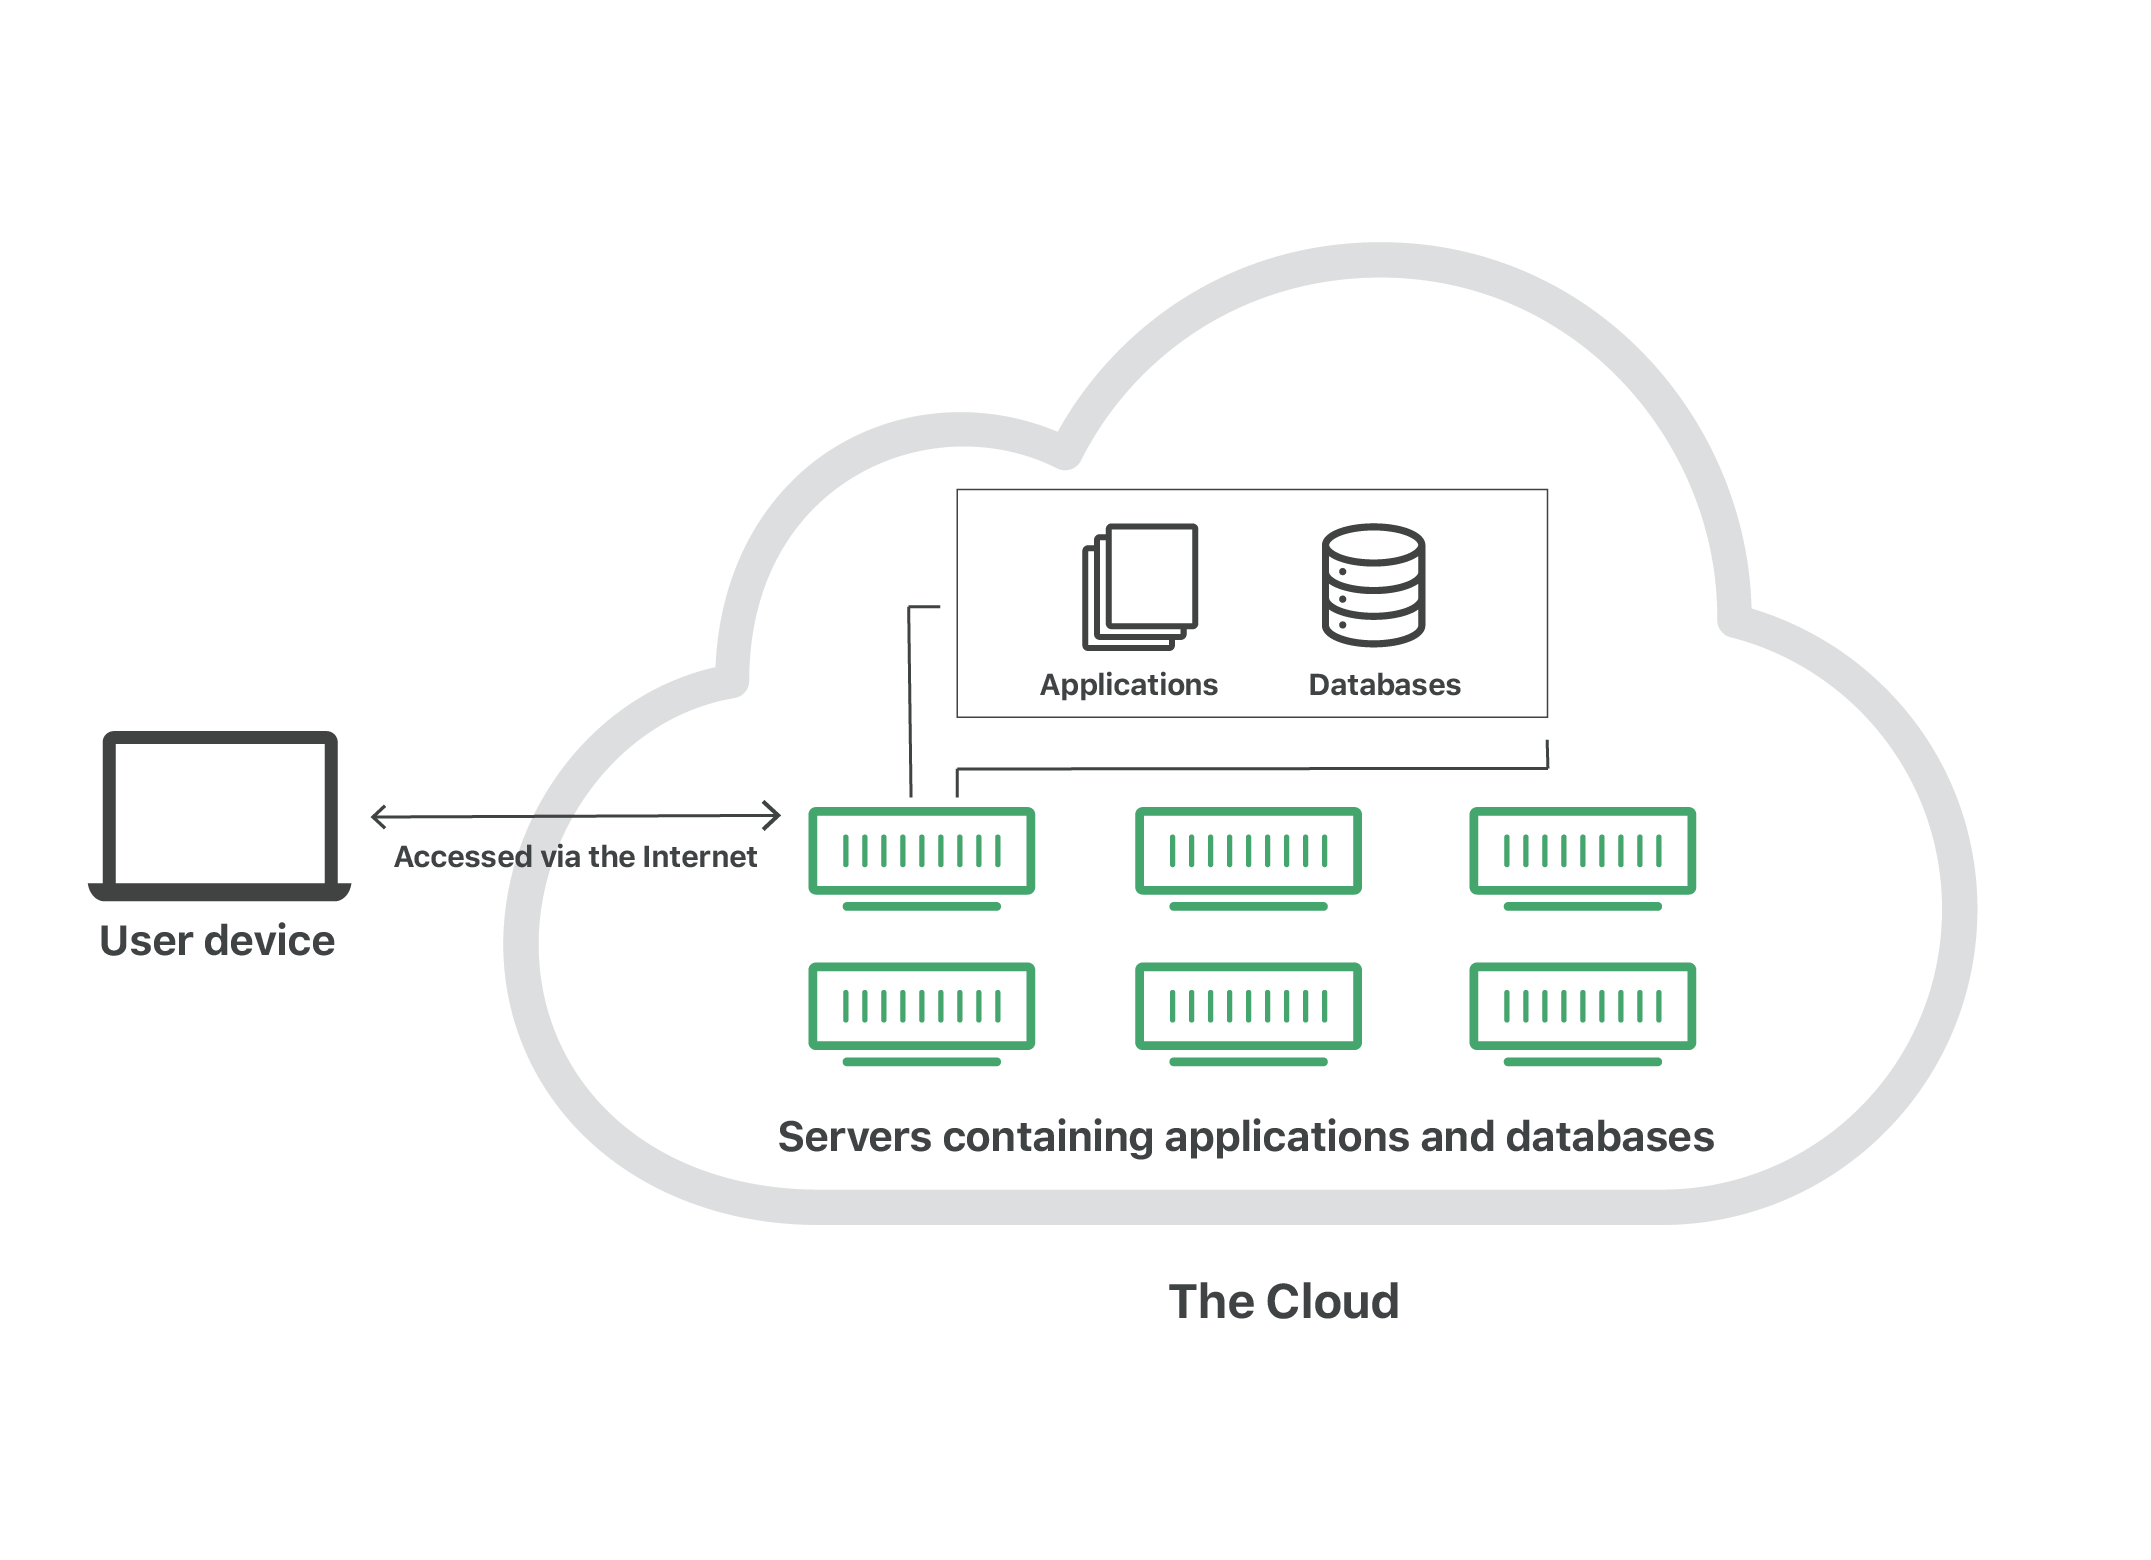 Applications
Databases
Accessed via the Internet
User device
Servers containing applications and databases
The Cloud